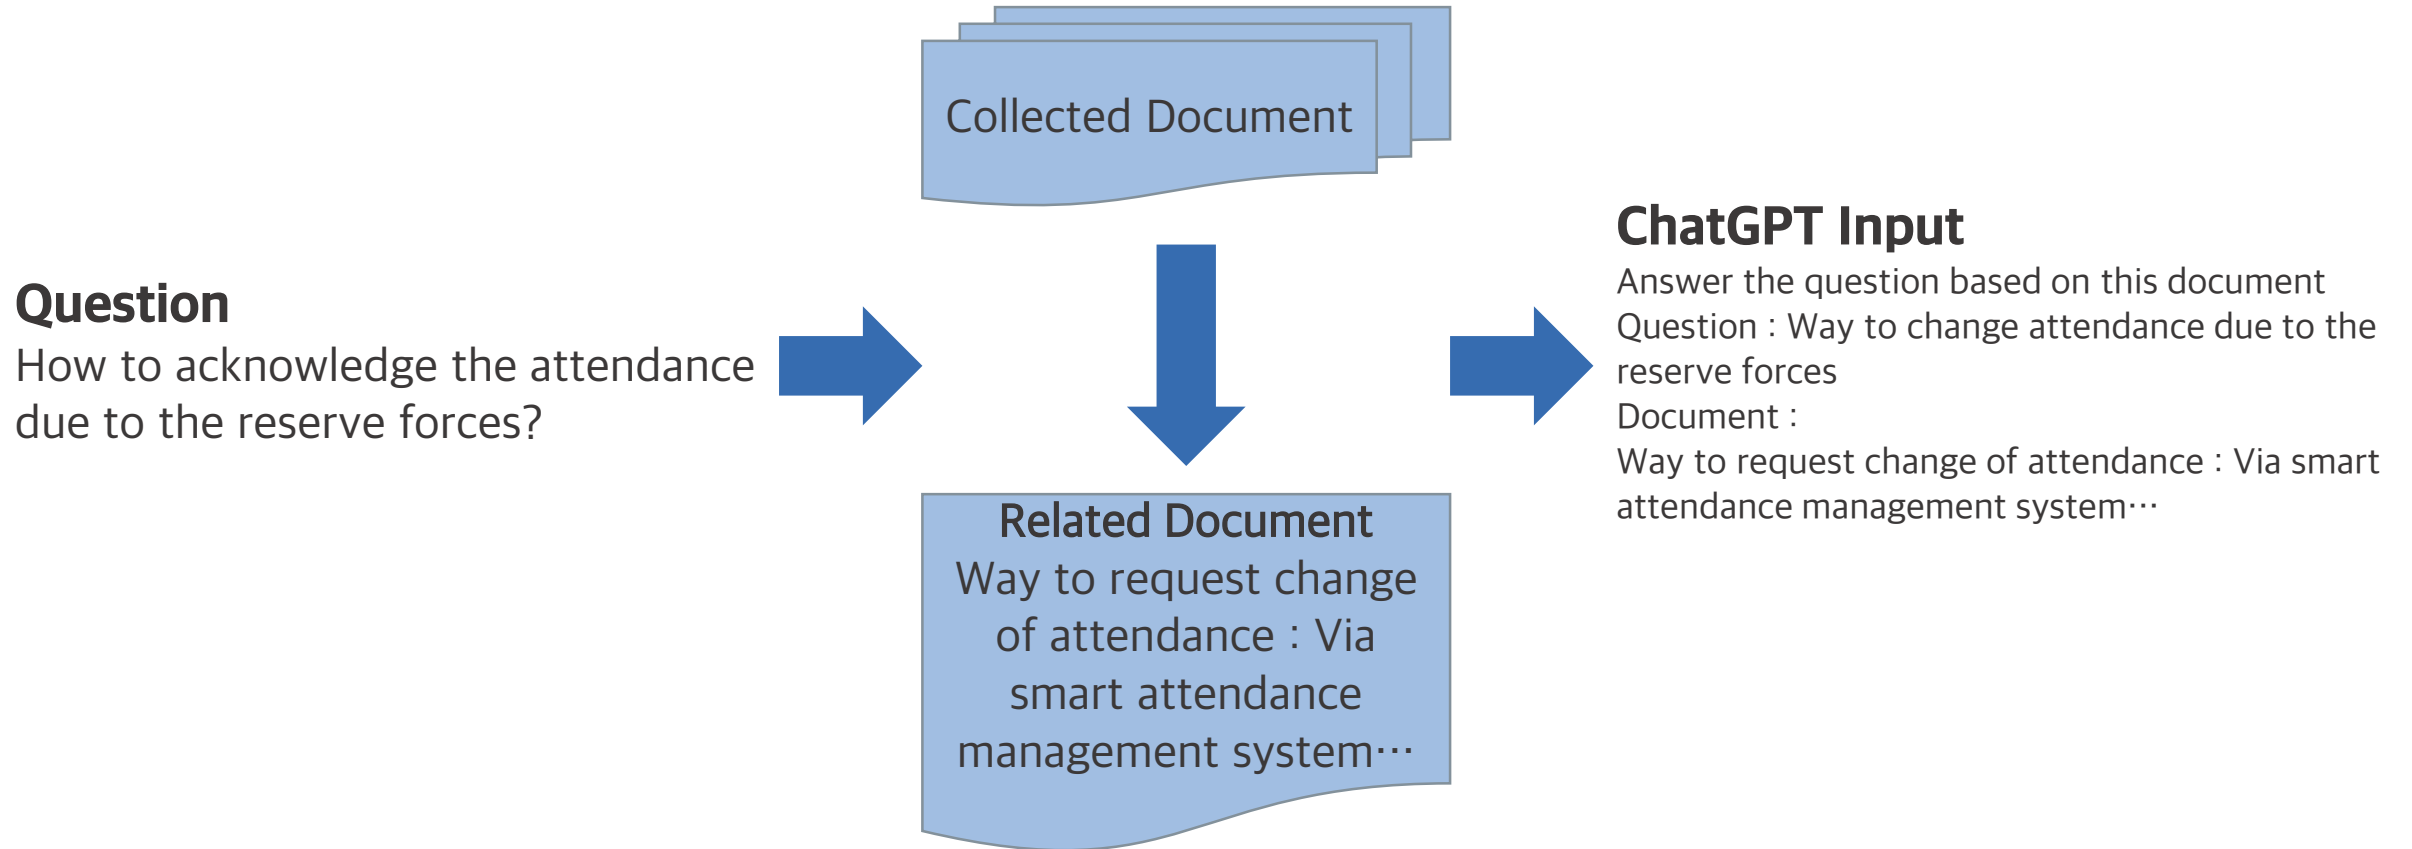 Collected Document
Question
How to acknowledge the attendance
due to the reserve forces?
Related Document
Way to request change
of attendance : Via
smart attendance
management system⋯
ChatGPT Input
Answer the question based on this document
Question : Way to change attendance due to the
reserve forces
Document :
Way to request change of attendance : Via smart
attendance management system⋯